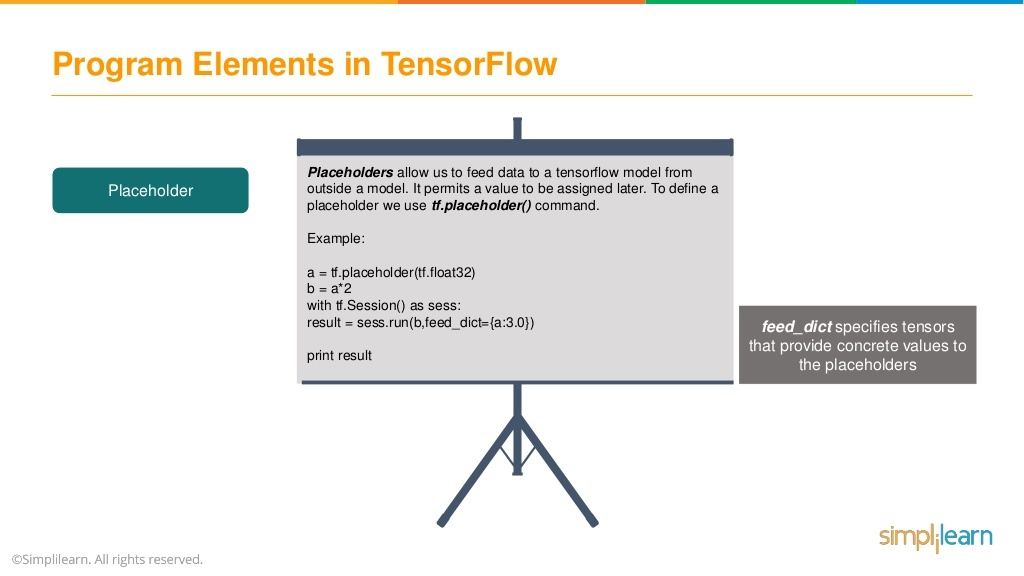 Program Elements in TensorFlow
Placeholder
Placeholders allow us to feed data to a tensorflow model from
outside a model. It permits a value to be assigned later. To define a
placeholder we use tf.placeholder() command.
Example:
a = tf.placeholder(tf.float32)
b = a*2
with tf.Session() as sess:
result = sess.run(b,feed_dict={a:3.0})
print result
feed_dict specifies tensors
that provide concrete values to
the placeholders
©Simplilearn. All rights reserved.
simplilearn